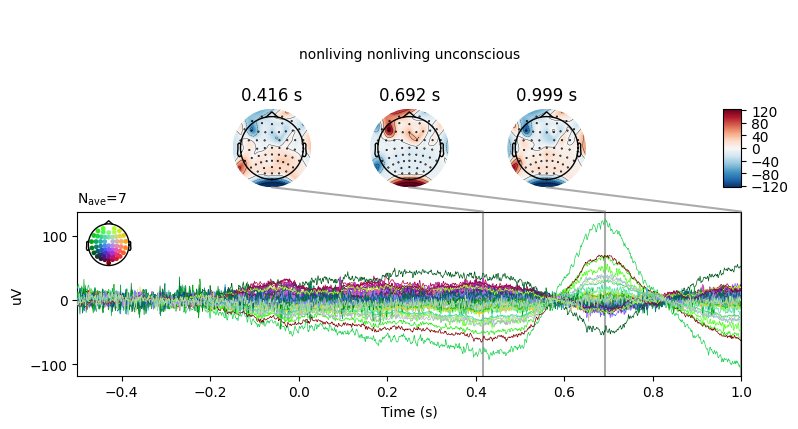 nonliving nonliving unconscious
0.416 s 0.692 s 0.999 s
120
80
40
0
−40
−80
−120
Nave=7
100
0
−100
uV
−0.4 −0.2 0.0 0.2 0.4 0.6 0.8 1.0
Time (s)